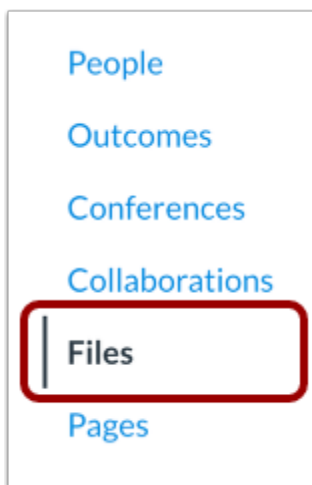 People
Outcomes
Conferences
Collaborations
Files
Pages